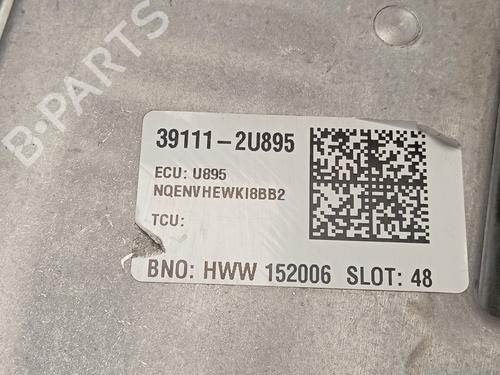 B-PARTS
39111-2U895
ECU: U895
NQENVHEWKI8BB2
TCU:
BNO: HWW 152006 SLOT: 48